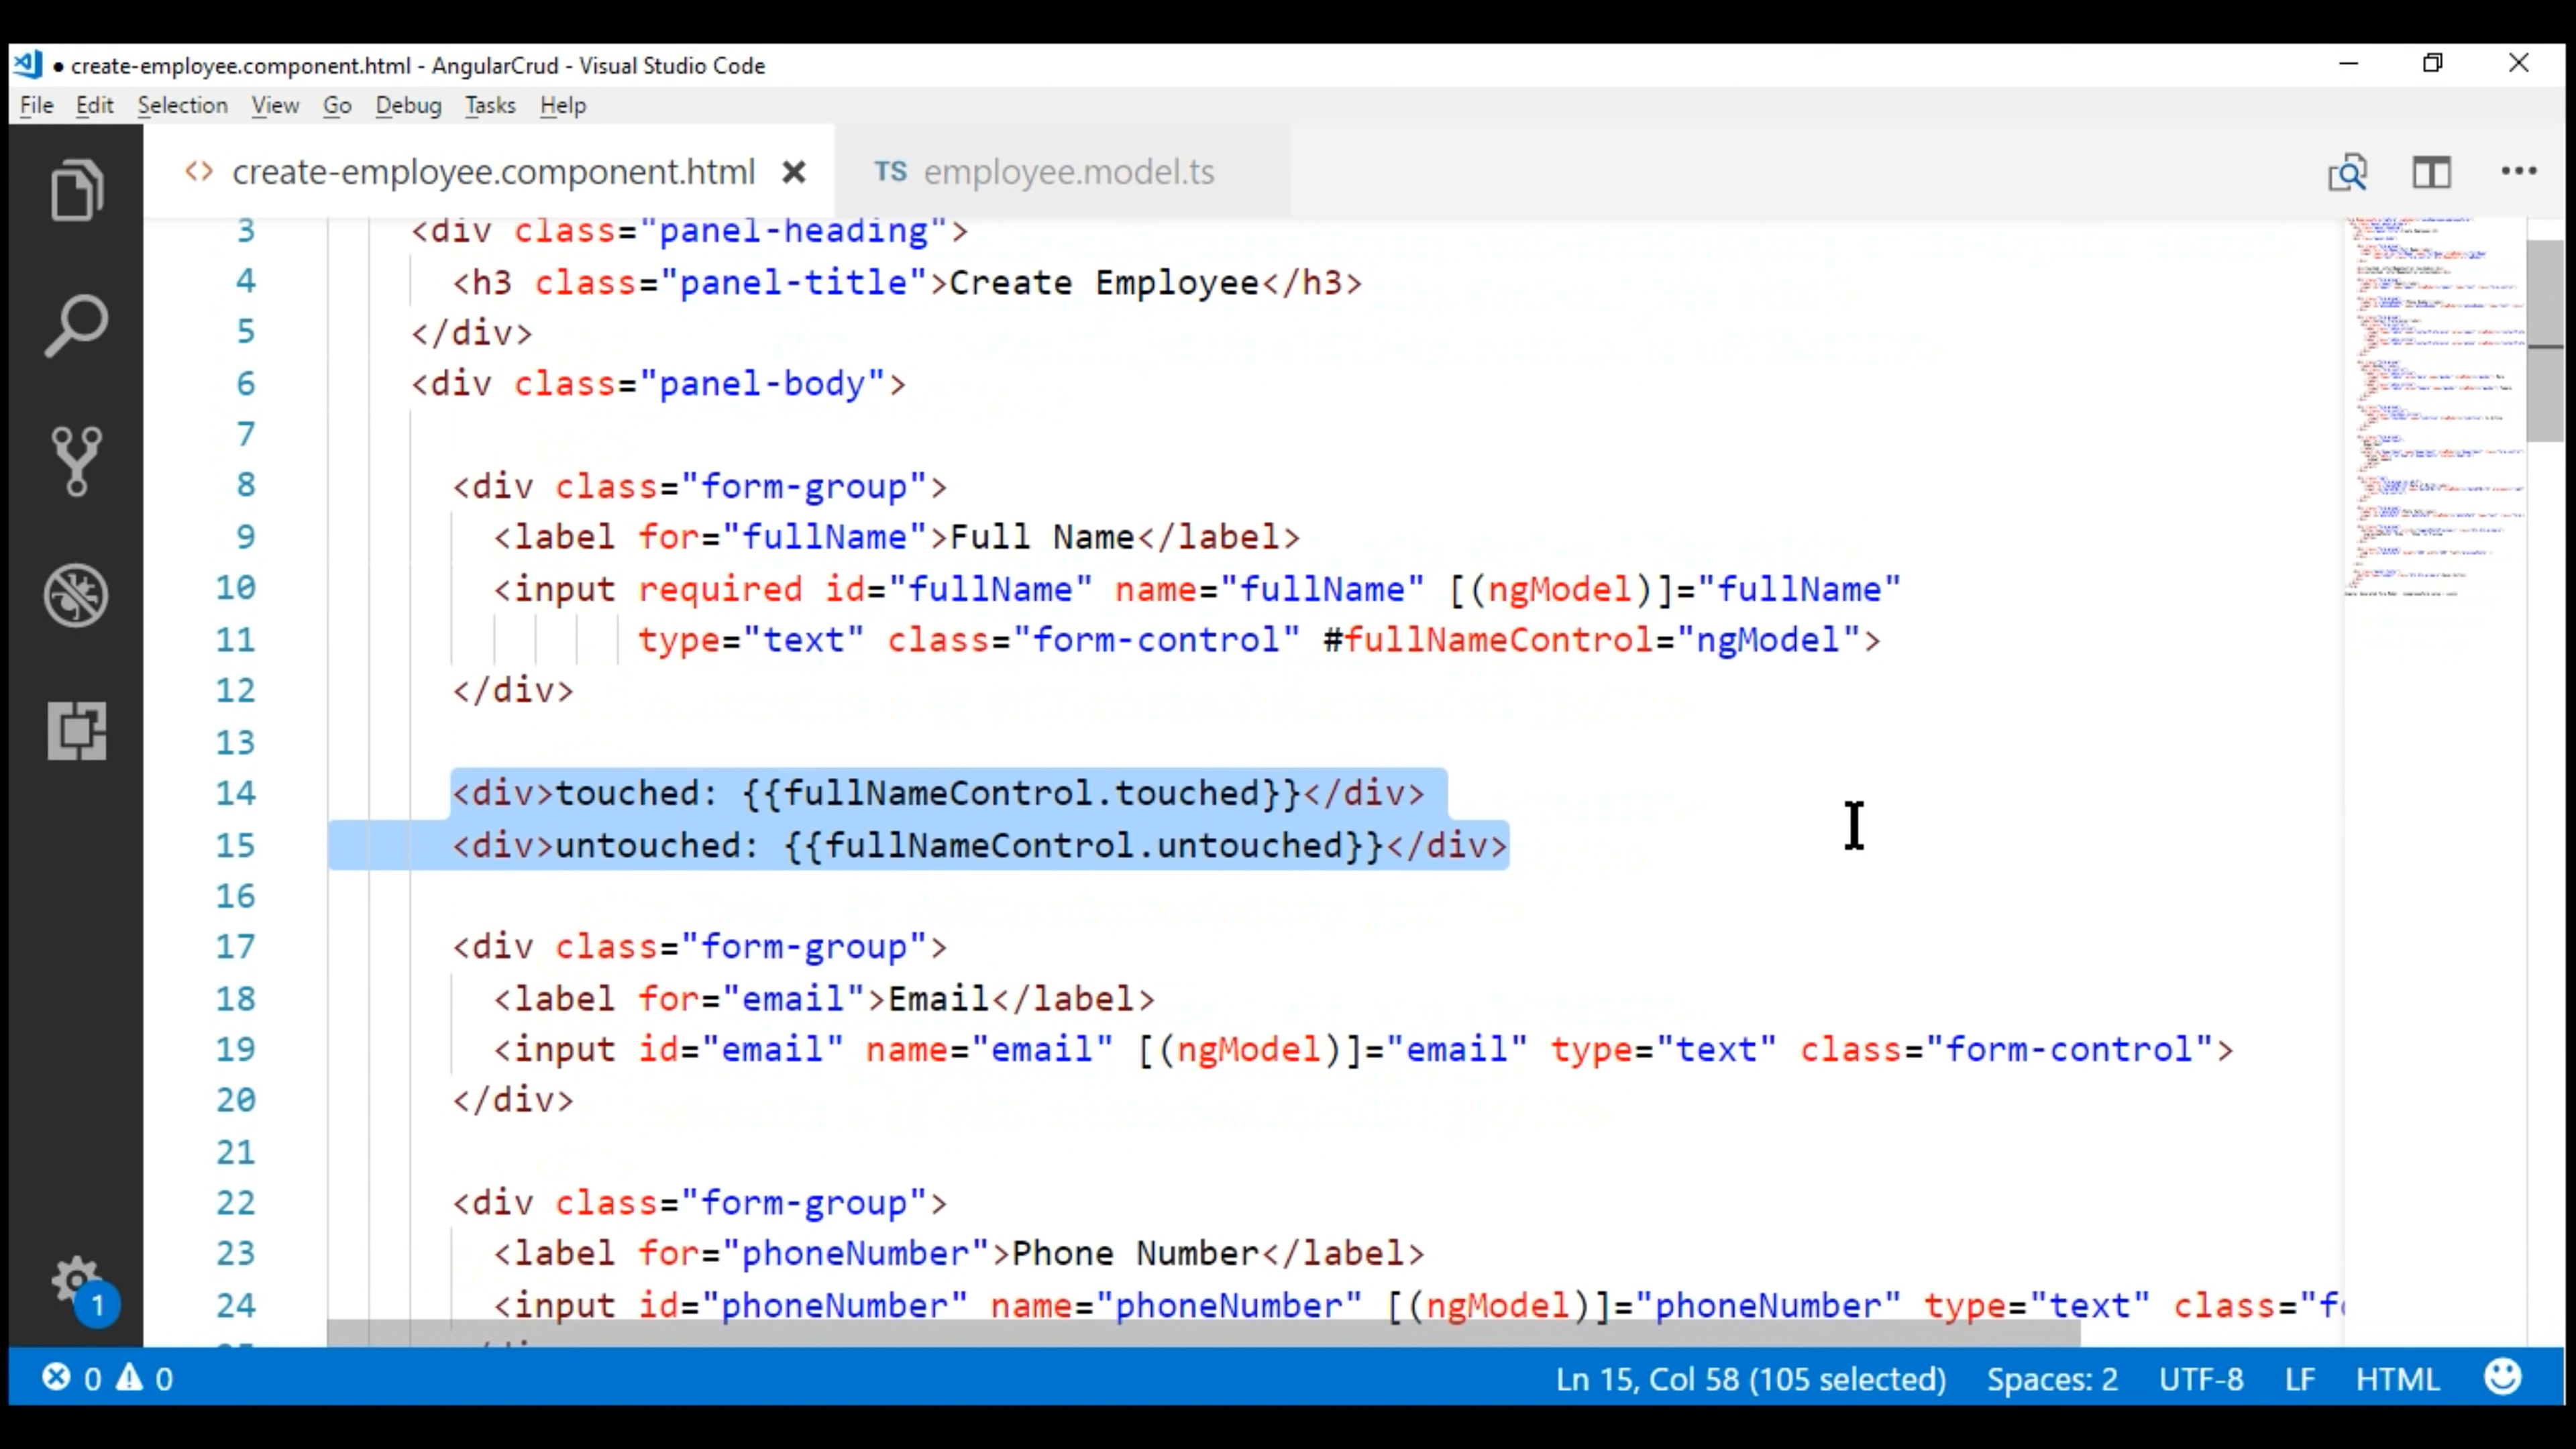 ● create-employee.component.html - AngularCrud - Visual Studio Code
File Edit Selection View Go Debug Tasks Help
<> create-employee.component.html ✕ TS employee.model.ts
3 <div class="panel-heading">
4 <h3 class="panel-title">Create Employee</h3>
5 </div>
6 <div class="panel-body">
7
8 <div class="form-group">
9 <label for="fullName">Full Name</label>
10 <input required id="fullName" name="fullName" [(ngModel)]="fullName"
11 type="text" class="form-control" #fullNameControl="ngModel">
12 </div>
13
14 <div>touched: {{fullNameControl.touched}}</div>
15 <div>untouched: {{fullNameControl.untouched}}</div>
16
17 <div class="form-group">
18 <label for="email">Email</label>
19 <input id="email" name="email" [(ngModel)]="email" type="text" class="form-control">
20 </div>
21
22 <div class="form-group">
23 <label for="phoneNumber">Phone Number</label>
24 <input id="phoneNumber" name="phoneNumber" [(ngModel)]="phoneNumber" type="text" class="f
1
0 0 Ln 15, Col 58 (105 selected) Spaces: 2 UTF-8 LF HTML